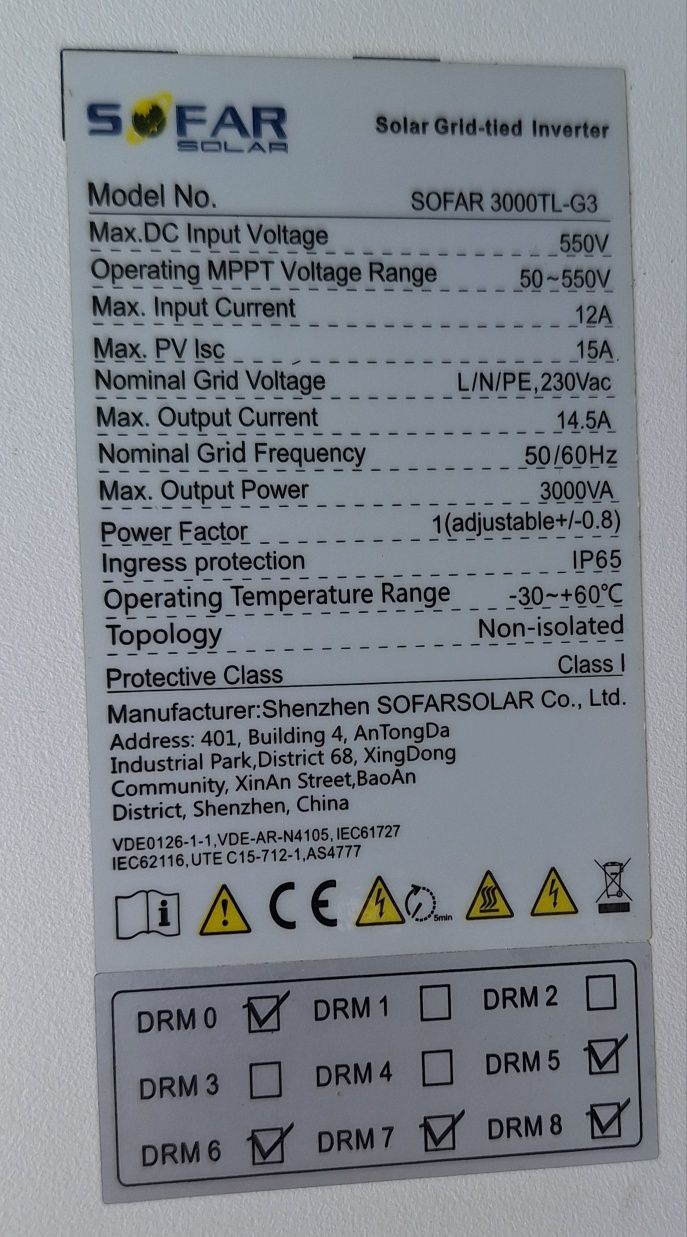 SOFAR
SOLAR
Solar Grid-tied Inverter
Model No. SOFAR 3000TL-G3
Max.DC Input Voltage 550V
Operating MPPT Voltage Range 50~550V
Max. Input Current 12A
Max. PV Isc 15A
Nominal Grid Voltage L/N/PE,230Vac
Max. Output Current 14.5A
Nominal Grid Frequency 50/60Hz
Max. Output Power 3000VA
Power Factor 1(adjustable+/-0.8)
Ingress protection IP65
Operating Temperature Range -30~+60℃
Topology Non-isolated
Protective Class Class I
Manufacturer:Shenzhen SOFARSOLAR Co., Ltd.
Address: 401, Building 4, AnTongDa
Industrial Park,District 68, XingDong
Community, XinAn Street,BaoAn
District, Shenzhen, China
VDE0126-1-1,VDE-AR-N4105,IEC61727
IEC62116,UTE C15-712-1,AS4777
i ! CE 5min
DRM 0 DRM 1 DRM 2
DRM 3 DRM 4 DRM 5
DRM 6 DRM 7 DRM 8